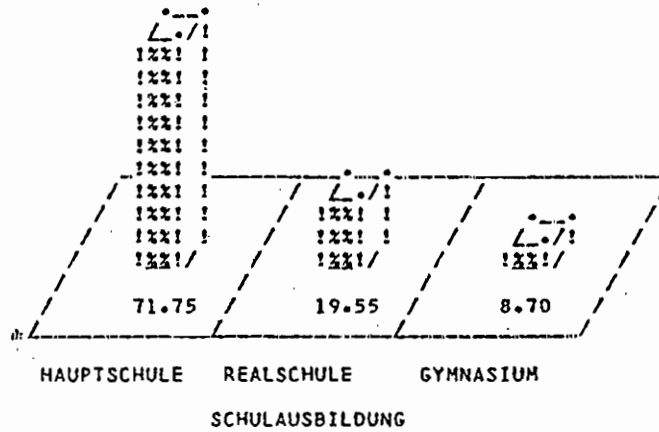 71.75 19.55 8.70
HAUPTSCHULE REALSCHULE GYMNASIUM
SCHULAUSBILDUNG